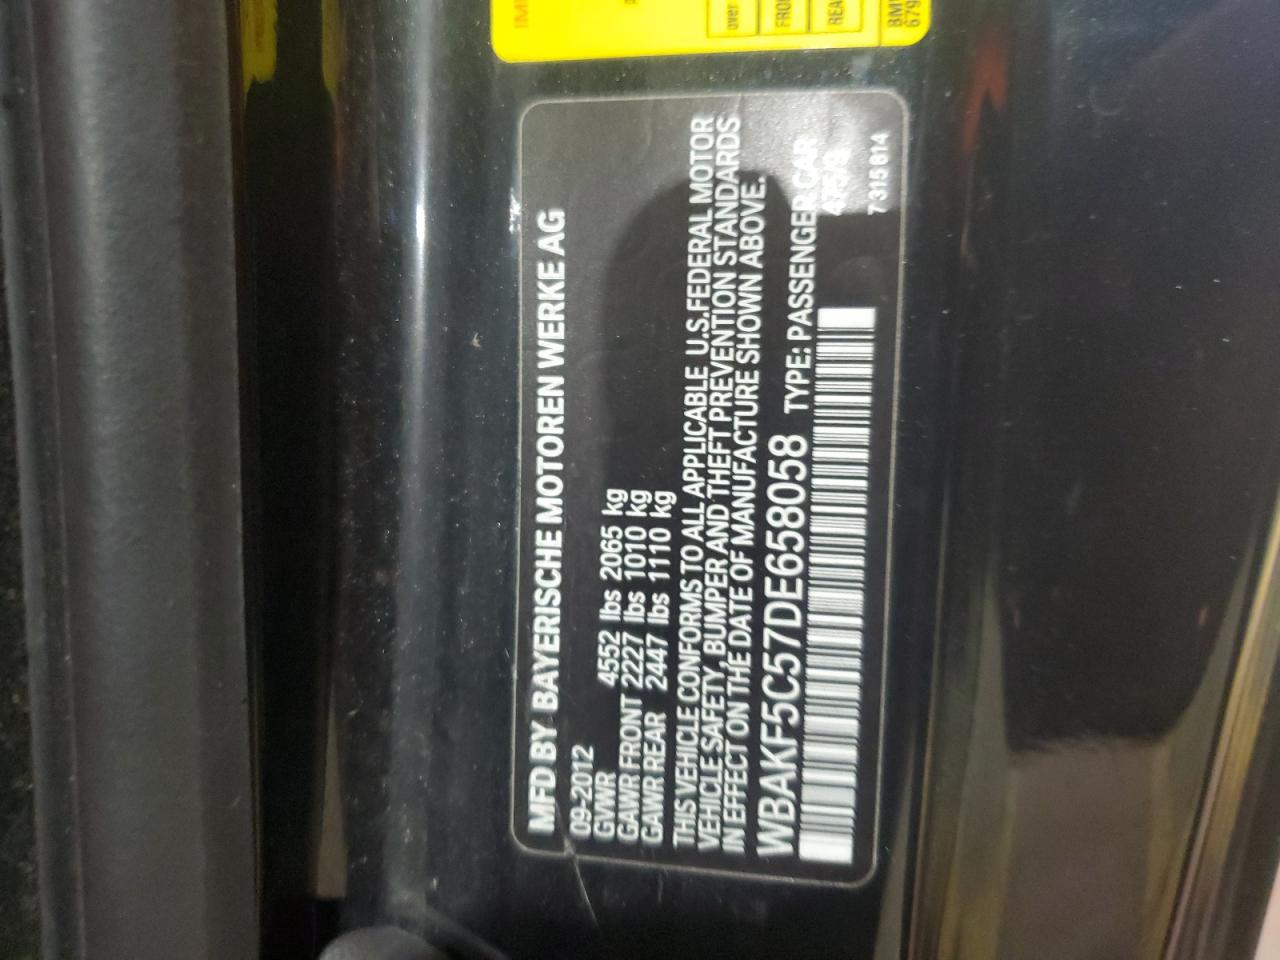 MFD BY BAYERISCHE MOTOREN WERKE AG
09-2012
GVWR 4552 lbs 2065 kg
GAWR FRONT 2227 lbs 1010 kg
GAWR REAR 2447 lbs 1110 kg
THIS VEHICLE CONFORMS TO ALL APPLICABLE U.S.FEDERAL MOTOR
VEHICLE SAFETY, BUMPER AND THEFT PREVENTION STANDARDS
IN EFFECT ON THE DATE OF MANUFACTURE SHOWN ABOVE.
WBAKF5C57DE658058 TYPE: PASSENGER CAR
7 315 814
over